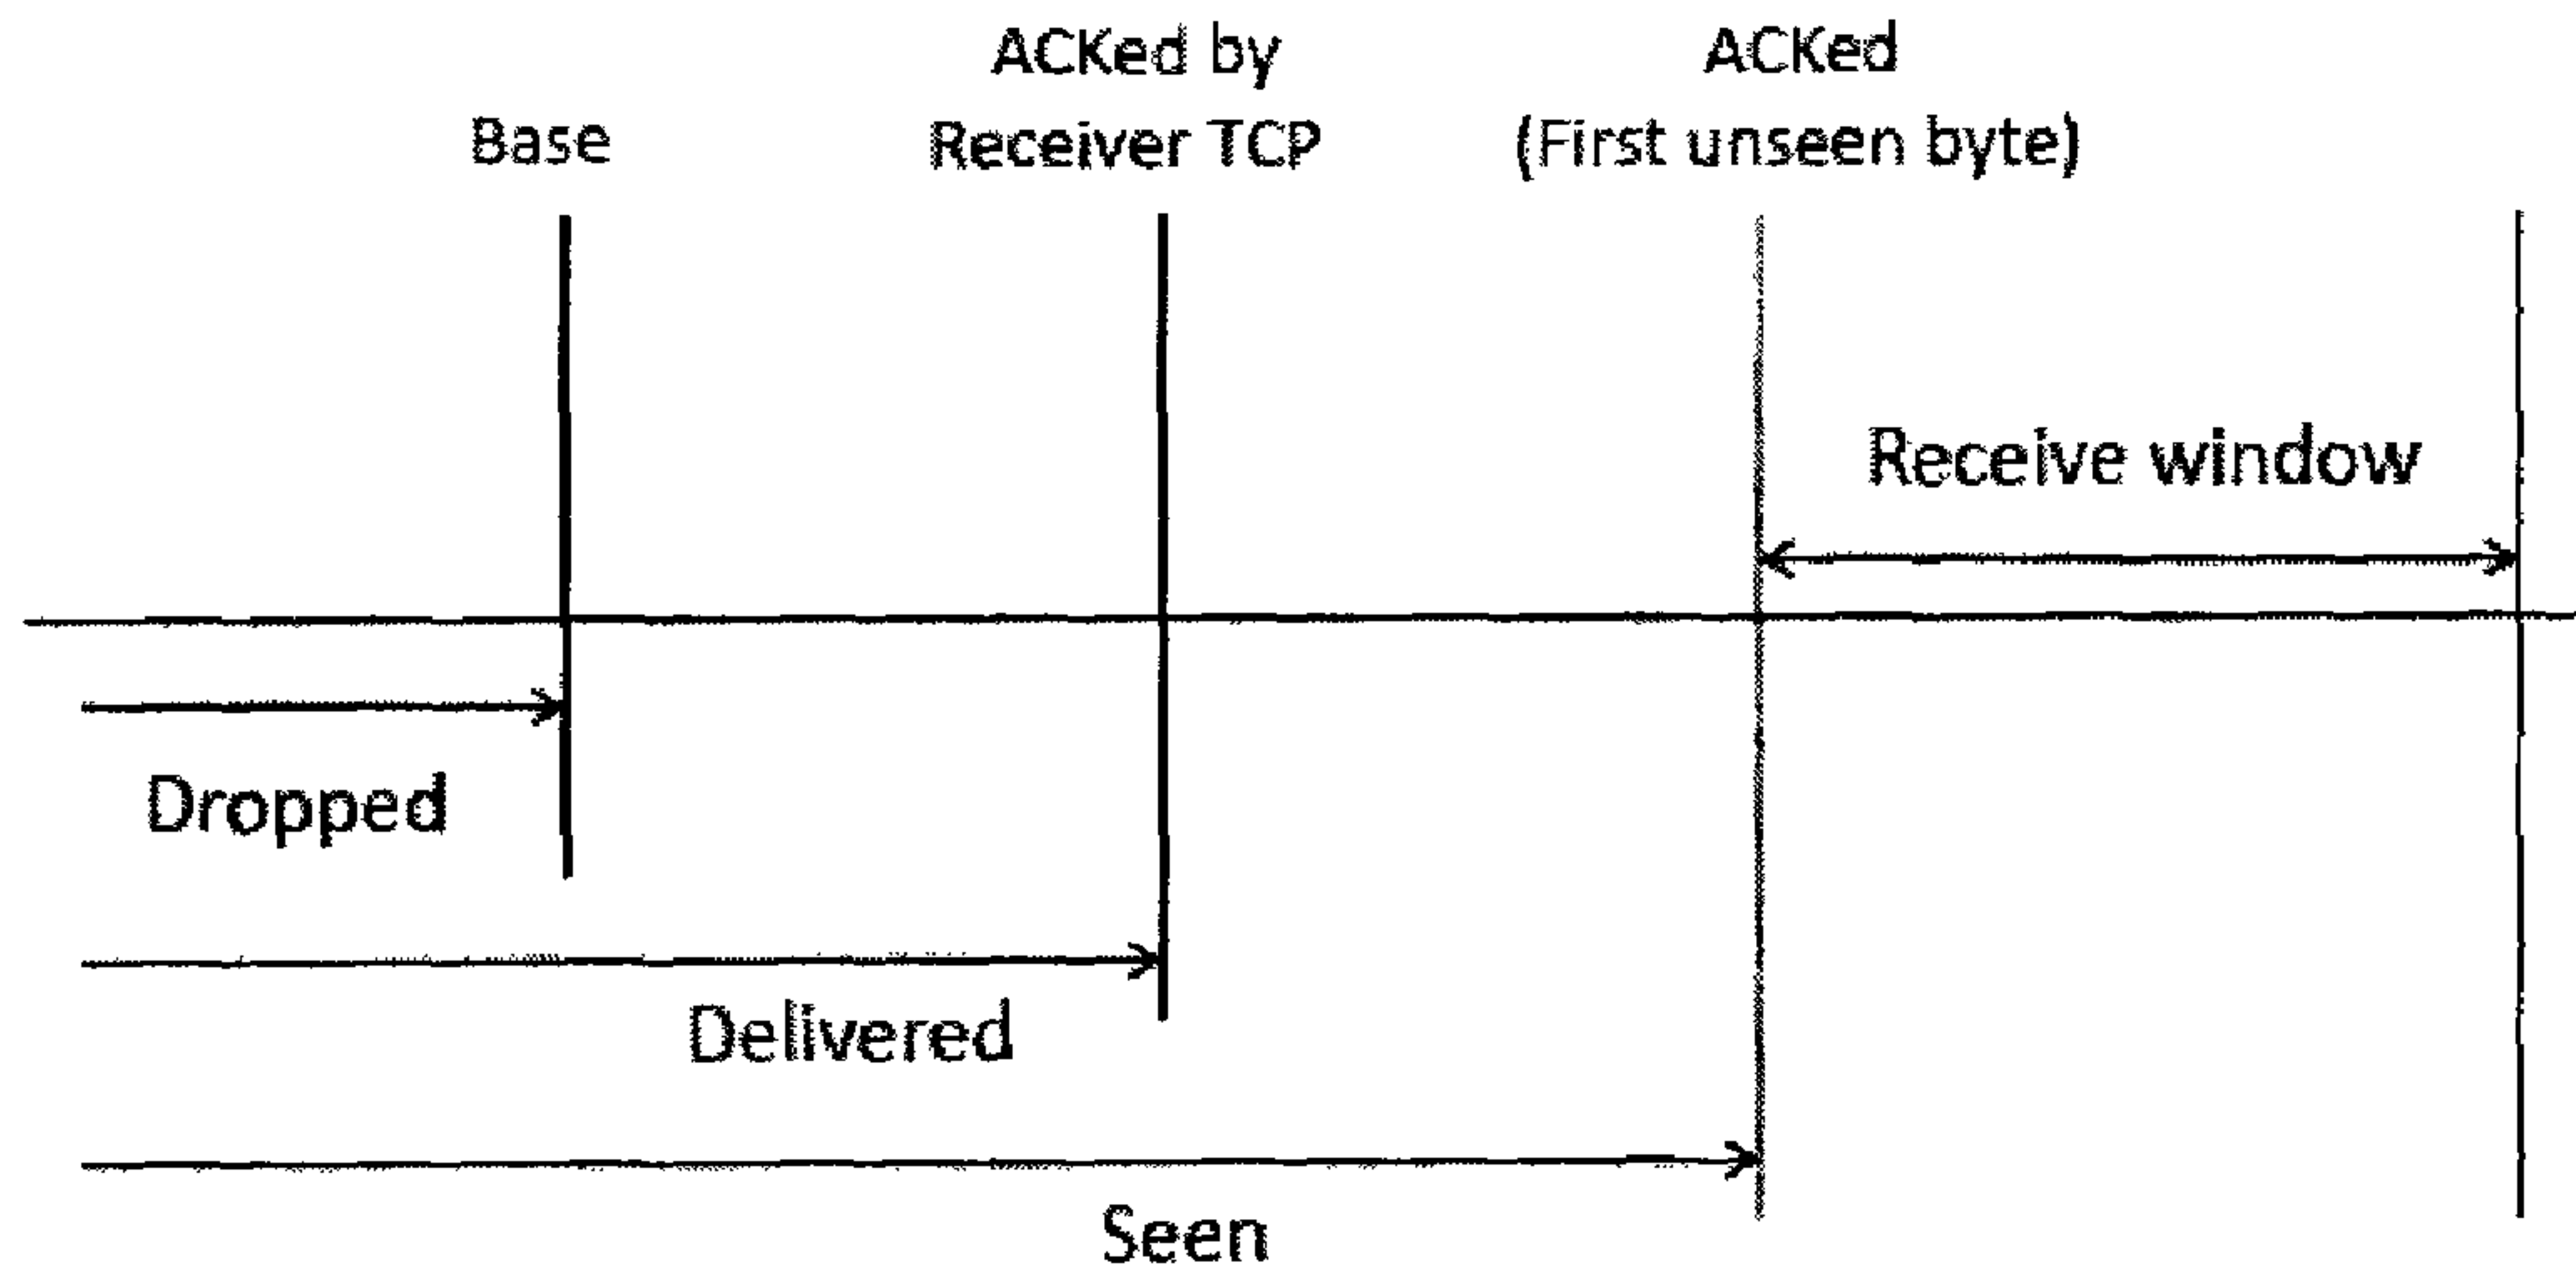 Base
ACKed by
Receiver TCP
ACKed
(First unseen byte)
Receive window
Dropped
Delivered
Seen